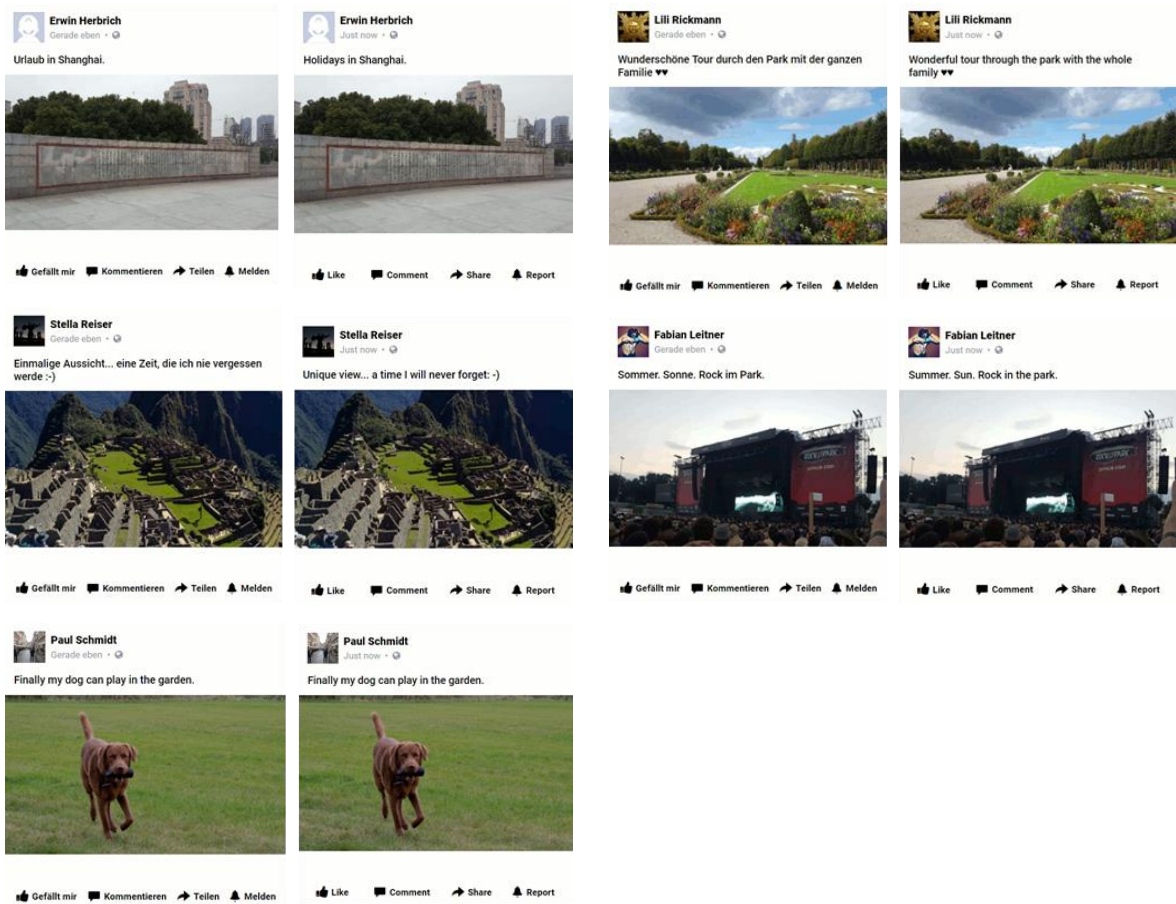 Erwin Herbrich
Gerade eben
Urlaub in Shanghai.
Gefällt mir Kommentieren Teilen Melden
Erwin Herbrich
Just now
Holidays in Shanghai.
Like Comment Share Report
Lili Rickmann
Gerade eben
Wunderschöne Tour durch den Park mit der ganzen
Familie ♥♥
Gefällt mir Kommentieren Teilen Melden
Lili Rickmann
Just now
Wonderful tour through the park with the whole
family ♥♥
Like Comment Share Report
Stella Reiser
Gerade eben
Einmalige Aussicht... eine Zeit, die ich nie vergessen
werde :-)
Gefällt mir Kommentieren Teilen Melden
Stella Reiser
Just now
Unique view... a time I will never forget: -)
Like Comment Share Report
Fabian Leitner
Gerade eben
Sommer. Sonne. Rock im Park.
Gefällt mir Kommentieren Teilen Melden
Fabian Leitner
Just now
Summer. Sun. Rock in the park.
Like Comment Share Report
Paul Schmidt
Gerade eben
Finally my dog can play in the garden.
Gefällt mir Kommentieren Teilen Melden
Paul Schmidt
Just now
Finally my dog can play in the garden.
Like Comment Share Report